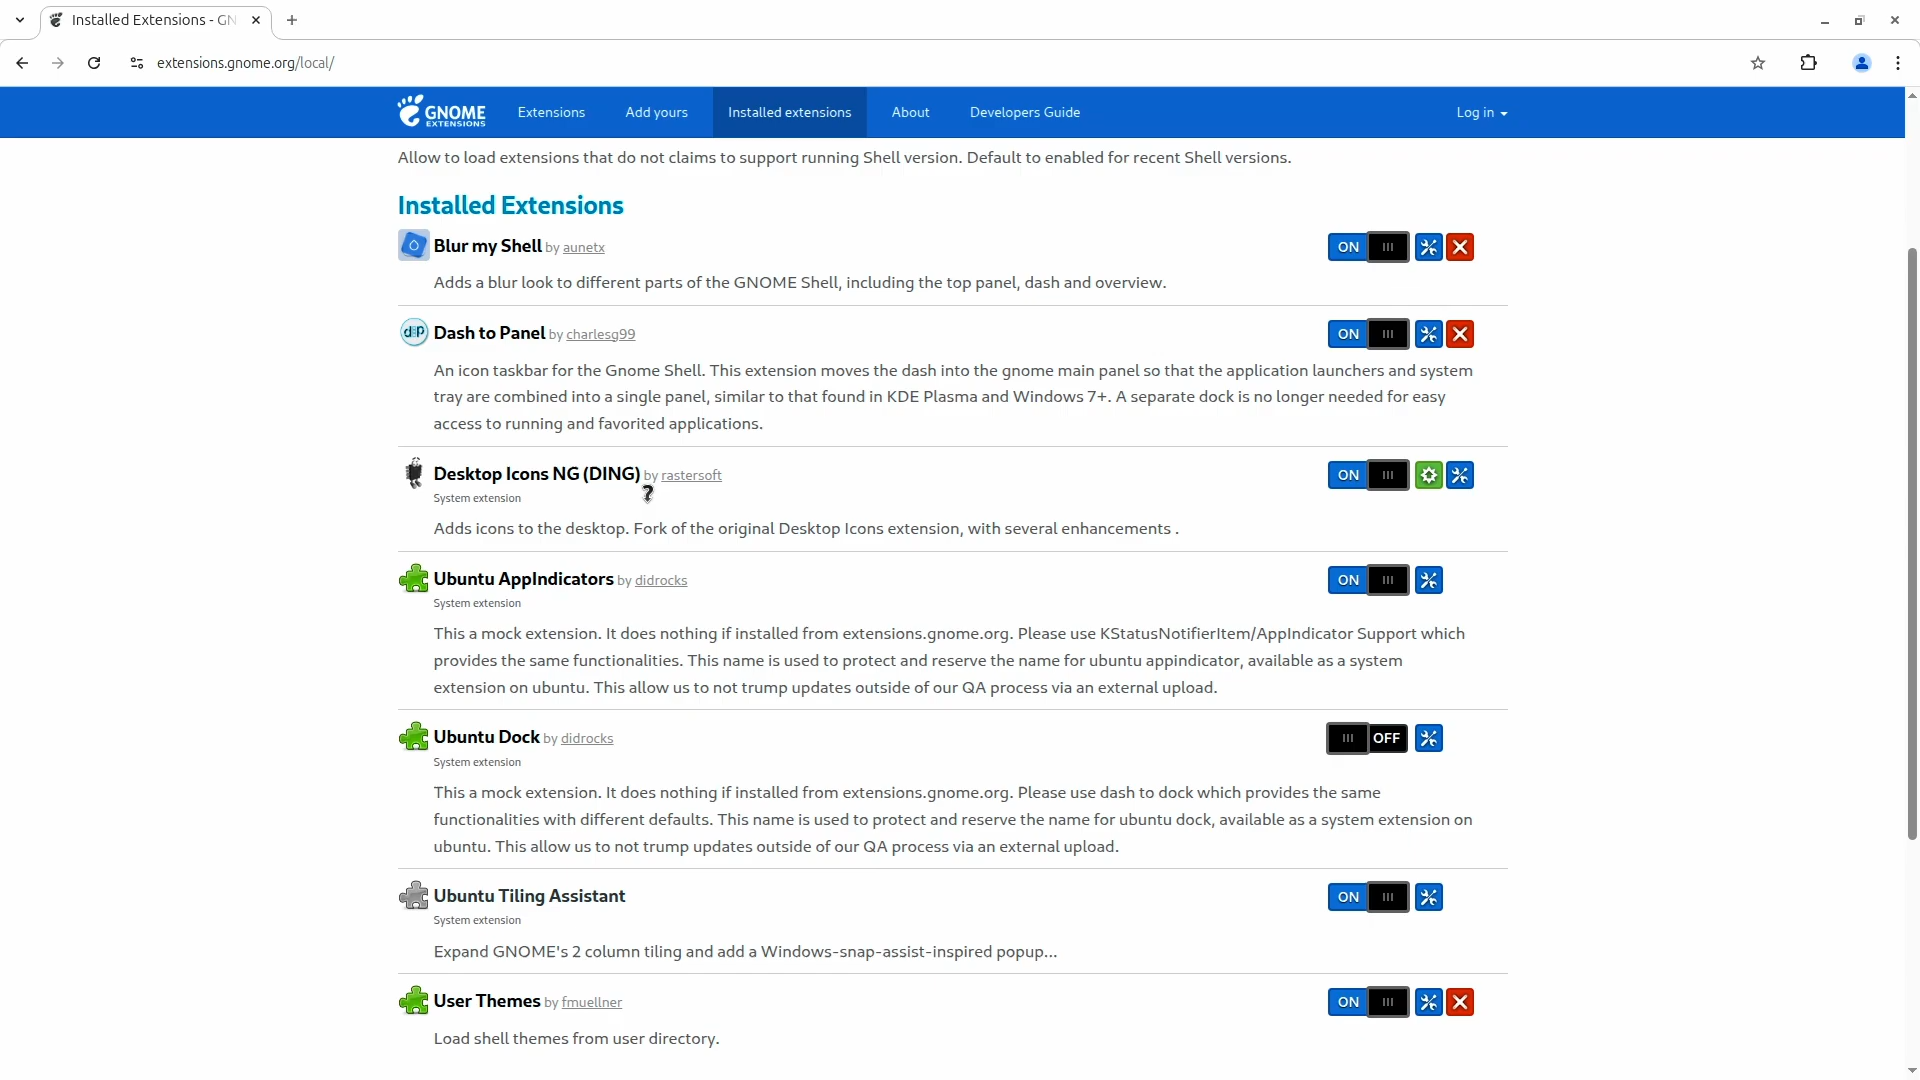 Installed Extensions - GN
extensions.gnome.org/local/
GNOME EXTENSIONS
Extensions
Add yours
Installed extensions
About
Developers Guide
Log in
Allow to load extensions that do not claims to support running Shell version. Default to enabled for recent Shell versions.
Installed Extensions
Blur my Shell by aunetx
ON
Adds a blur look to different parts of the GNOME Shell, including the top panel, dash and overview.
Dash to Panel by charlesg99
ON
An icon taskbar for the Gnome Shell. This extension moves the dash into the gnome main panel so that the application launchers and system
tray are combined into a single panel, similar to that found in KDE Plasma and Windows 7+. A separate dock is no longer needed for easy
access to running and favorited applications.
Desktop Icons NG (DING) by rastersoft
ON
System extension
Adds icons to the desktop. Fork of the original Desktop Icons extension, with several enhancements .
Ubuntu AppIndicators by didrocks
ON
System extension
This a mock extension. It does nothing if installed from extensions.gnome.org. Please use KStatusNotifierItem/AppIndicator Support which
provides the same functionalities. This name is used to protect and reserve the name for ubuntu appindicator, available as a system
extension on ubuntu. This allow us to not trump updates outside of our QA process via an external upload.
Ubuntu Dock by didrocks
OFF
System extension
This a mock extension. It does nothing if installed from extensions.gnome.org. Please use dash to dock which provides the same
functionalities with different defaults. This name is used to protect and reserve the name for ubuntu dock, available as a system extension on
ubuntu. This allow us to not trump updates outside of our QA process via an external upload.
Ubuntu Tiling Assistant
ON
System extension
Expand GNOME's 2 column tiling and add a Windows-snap-assist-inspired popup...
User Themes by fmuellner
ON
Load shell themes from user directory.